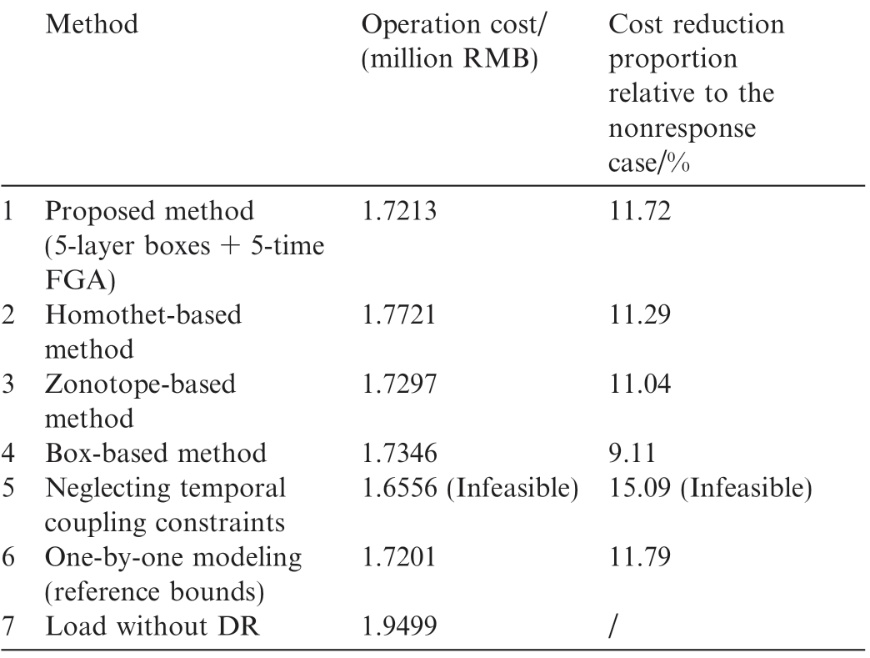 Method Operation cost/ Cost reduction
(million RMB) proportion
relative to the
nonresponse
case/%
1 Proposed method 1.7213 11.72
(5-layer boxes + 5-time
FGA)
2 Homothet-based 1.7721 11.29
method
3 Zonotope-based 1.7297 11.04
method
4 Box-based method 1.7346 9.11
5 Neglecting temporal 1.6556 (Infeasible) 15.09 (Infeasible)
coupling constraints
6 One-by-one modeling 1.7201 11.79
(reference bounds)
7 Load without DR 1.9499 /